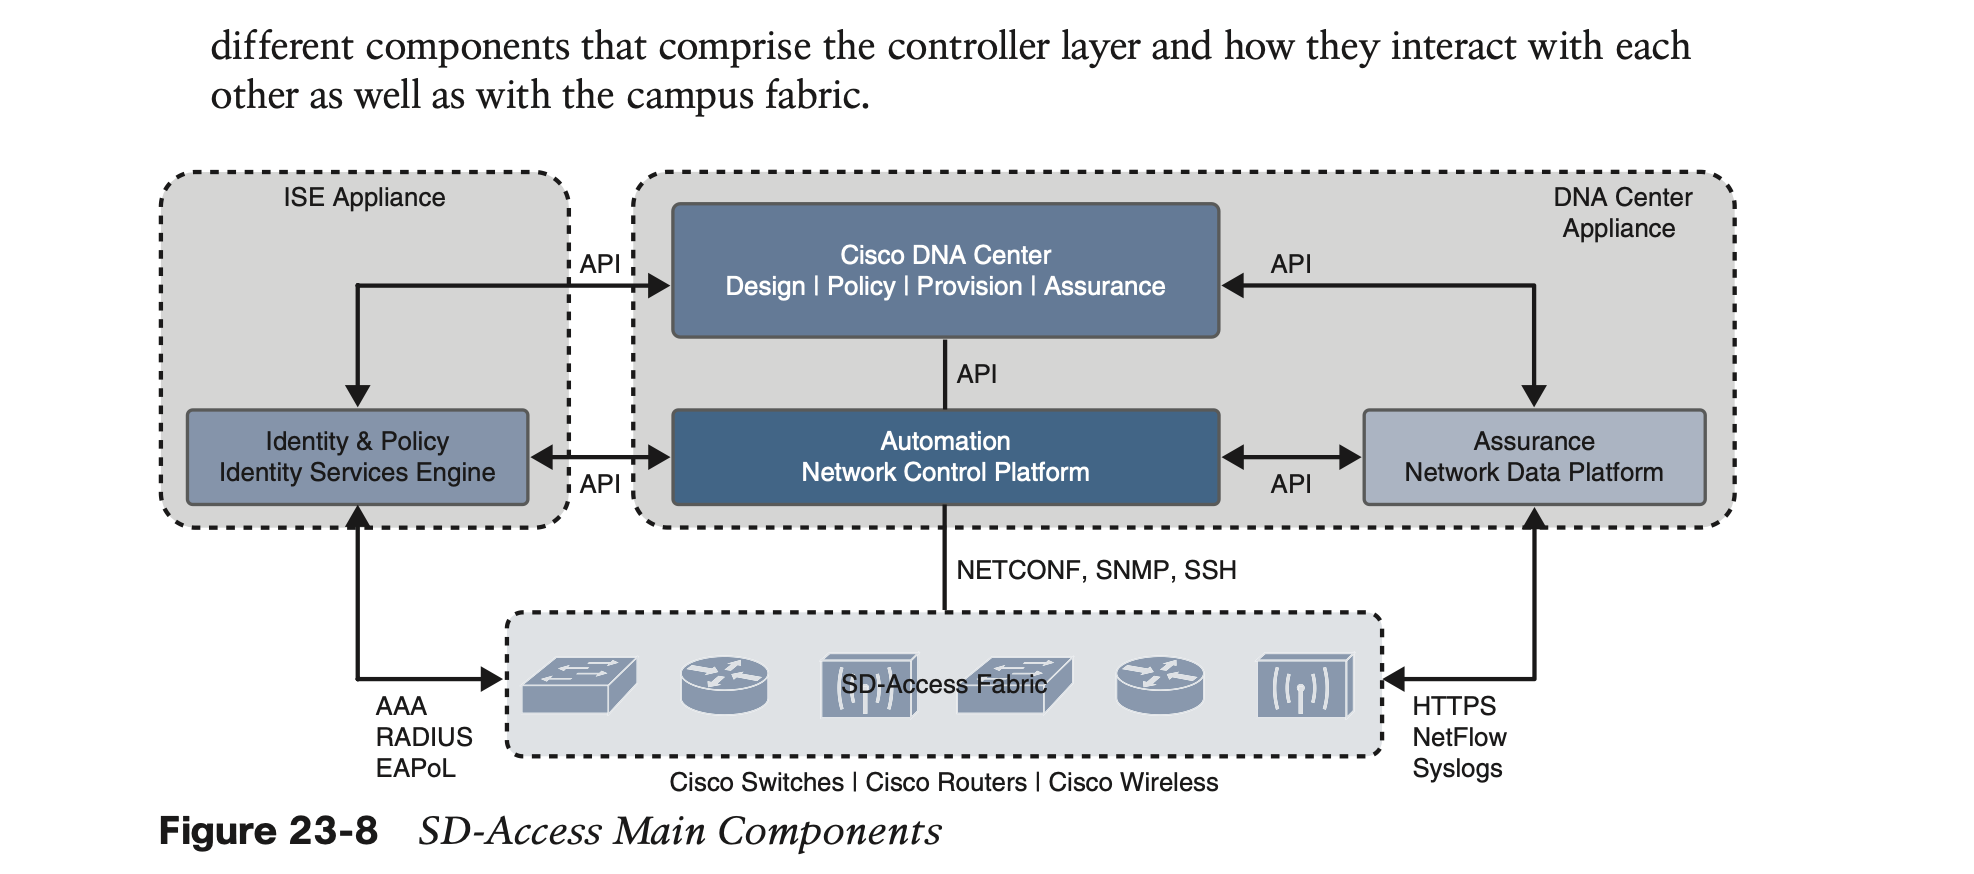 different components that comprise the controller layer and how they interact with each
other as well as with the campus fabric.
ISE Appliance
DNA Center
Appliance
Cisco DNA Center
Design | Policy | Provision | Assurance
API
API
API
Identity & Policy
Identity Services Engine
Automation
Network Control Platform
Assurance
Network Data Platform
API
API
NETCONF, SNMP, SSH
SD-Access Fabric
AAA
RADIUS
EAPoL
HTTPS
NetFlow
Syslogs
Cisco Switches | Cisco Routers | Cisco Wireless
Figure 23-8 SD-Access Main Components